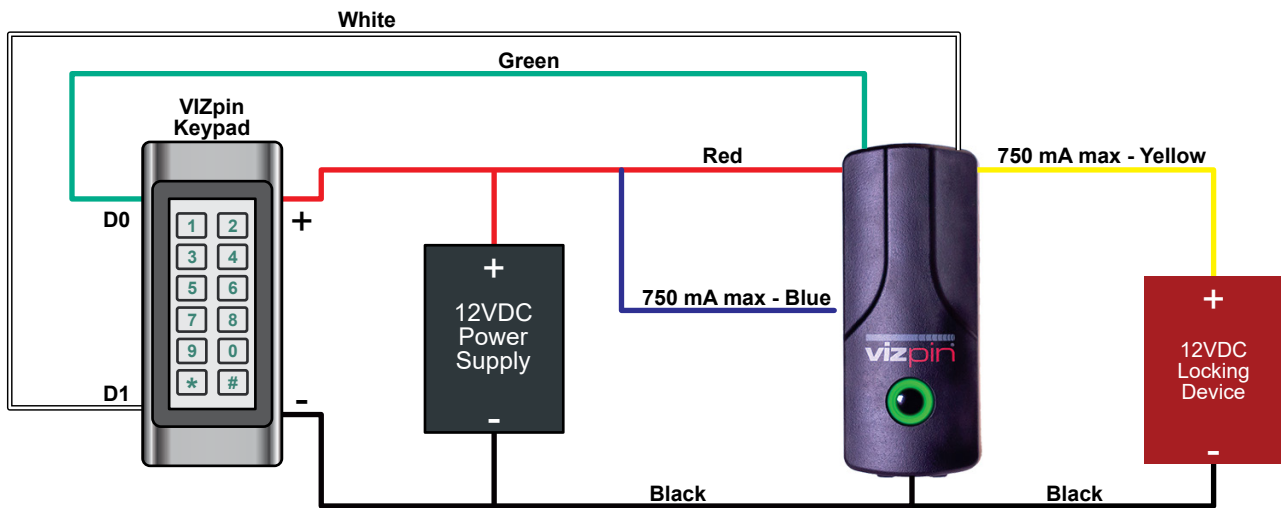 White
Green
VIZpin
Keypad
Red
750 mA max - Yellow
D0
+
1 2
3 4
5 6
7 8
9 0
* #
+
12VDC
Power
Supply
-
750 mA max - Blue
vizpin
+
12VDC
Locking
Device
-
D1
-
Black
Black